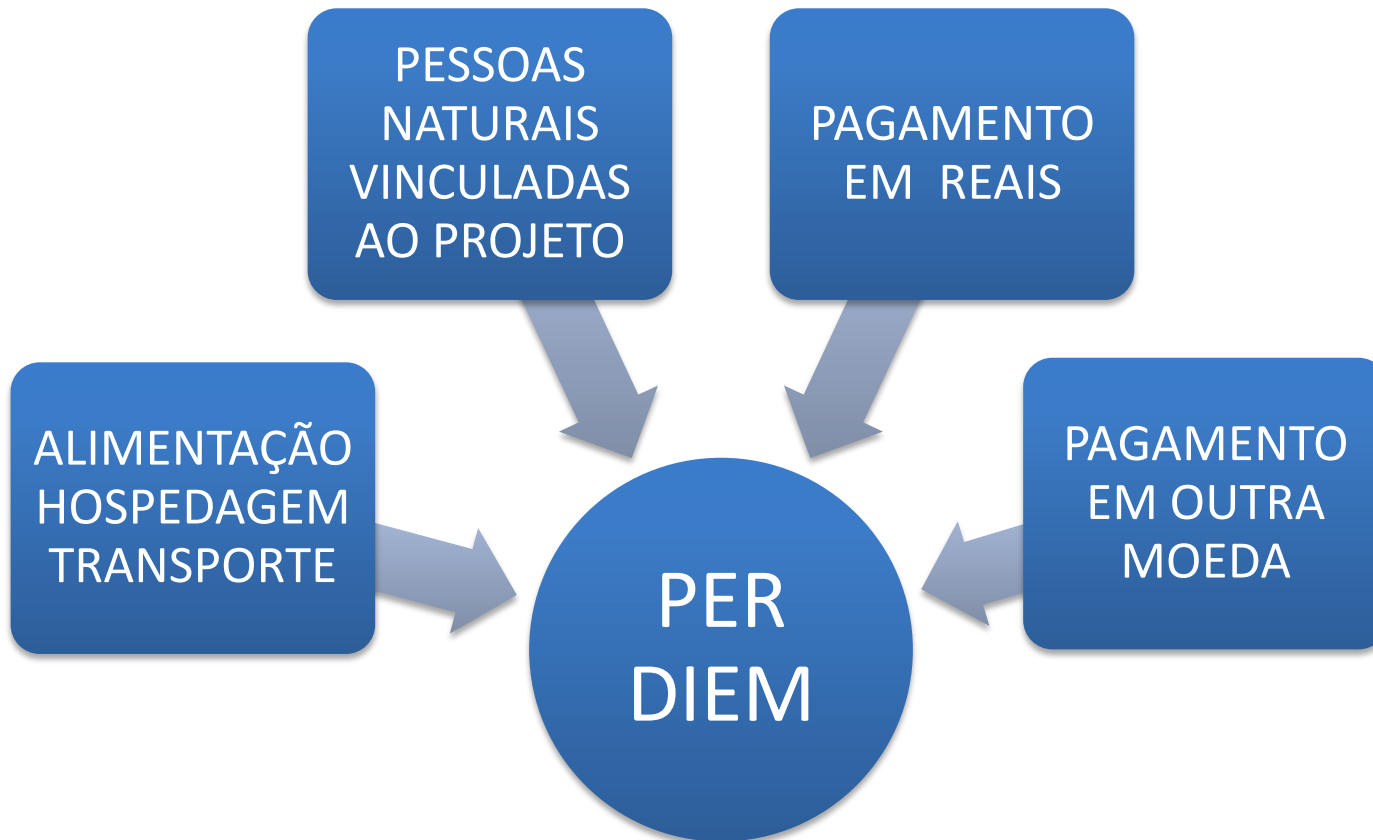 PESSOAS
NATURAIS
VINCULADAS
AO PROJETO
PAGAMENTO
EM REAIS
ALIMENTAÇÃO
HOSPEDAGEM
TRANSPORTE
PAGAMENTO
EM OUTRA
MOEDA
PER
DIEM